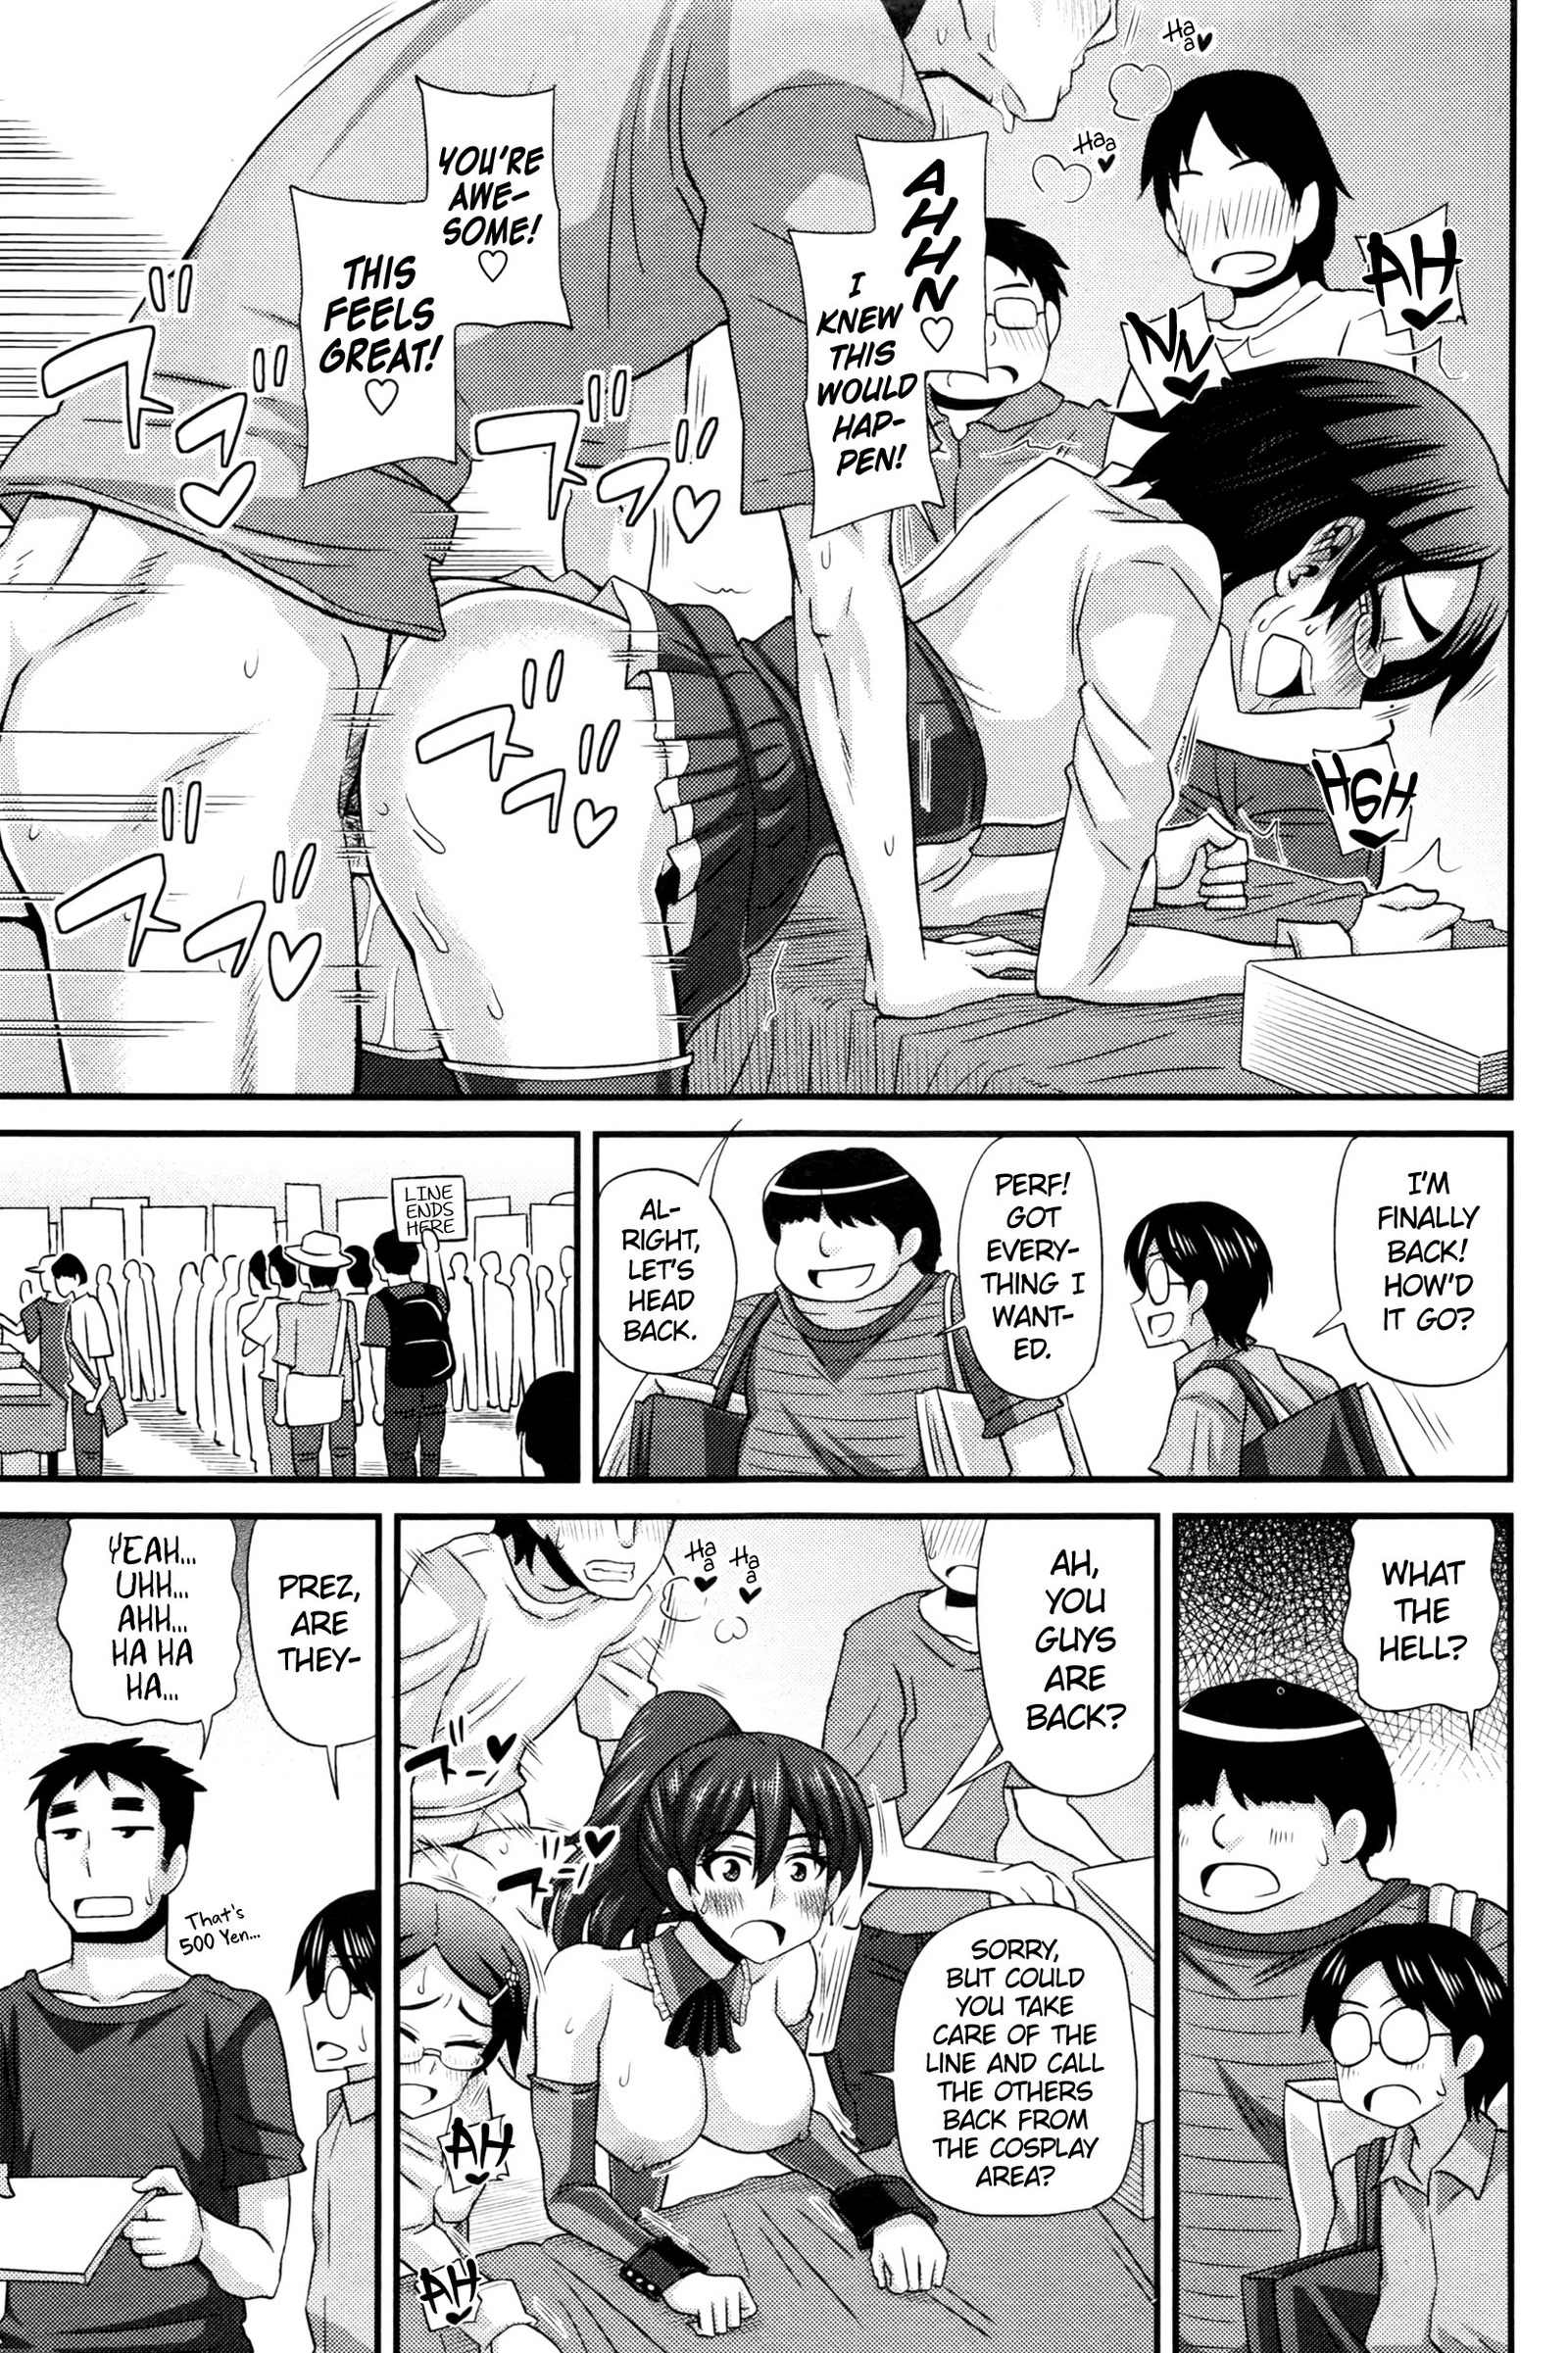 Ha
a♥
Haa
♥
AH
♥
NN
♥
AHHN♡
I
KNEW
THIS
WOULD
HAP-
PEN!
YOU'RE
AWE-
SOME!
♡
THIS
FEELS
GREAT!
♡
HGH
♥
I'M
FINALLY
BACK!
HOW'D
IT GO?
PERF!
GOT
EVERY-
THING I
WANT-
ED.
AL-
RIGHT,
LET'S
HEAD
BACK.
LINE
ENDS
HERE
WHAT
THE
HELL?
AH,
YOU
GUYS
ARE
BACK?
Ha
a
♥
Ha
a
♥
SORRY,
BUT COULD
YOU TAKE
CARE OF THE
LINE AND CALL
THE OTHERS
BACK FROM
THE COSPLAY
AREA?
AH
♥
AH
♥
PREZ,
ARE
THEY-
YEAH...
UHH...
AHH...
HA HA
HA...
That's
500 Yen...